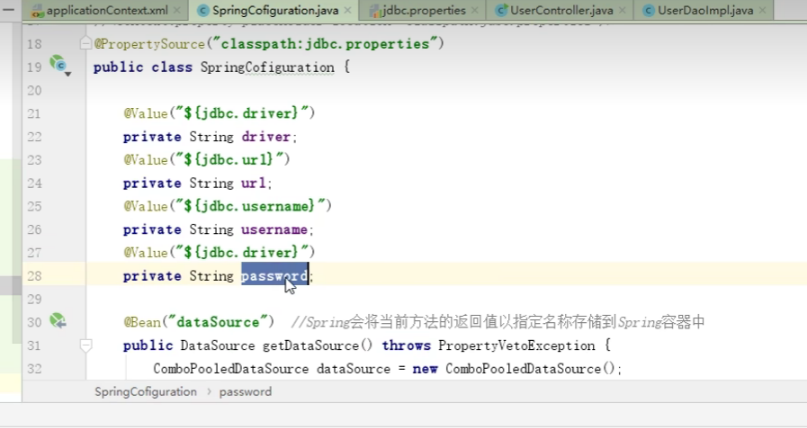 applicationContext.xml × SpringCofiguration.java × jdbc.properties × UserController.java × UserDaoImpl.java ×
18 @PropertySource("classpath:jdbc.properties")
19 public class SpringCofiguration {
20
21 @Value("${jdbc.driver}")
22 private String driver;
23 @Value("${jdbc.url}")
24 private String url;
25 @Value("${jdbc.username}")
26 private String username;
27 @Value("${jdbc.driver}")
28 private String password;
29
30 @Bean("dataSource") //Spring会将当前方法的返回值以指定名称存储到Spring容器中
31 public DataSource getDataSource() throws PropertyVetoException {
32 ComboPooledDataSource dataSource = new ComboPooledDataSource();
SpringCofiguration › password